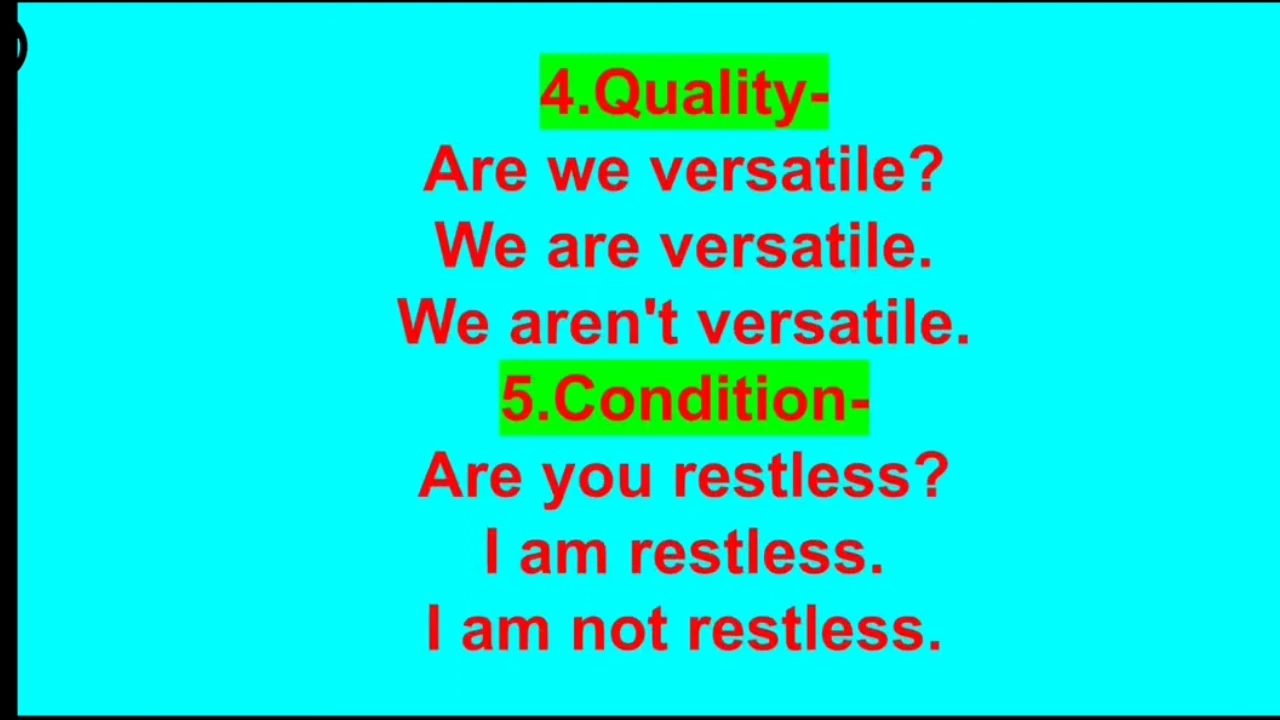 4.Quality-
Are we versatile?
We are versatile.
We aren't versatile.
5.Condition-
Are you restless?
I am restless.
I am not restless.